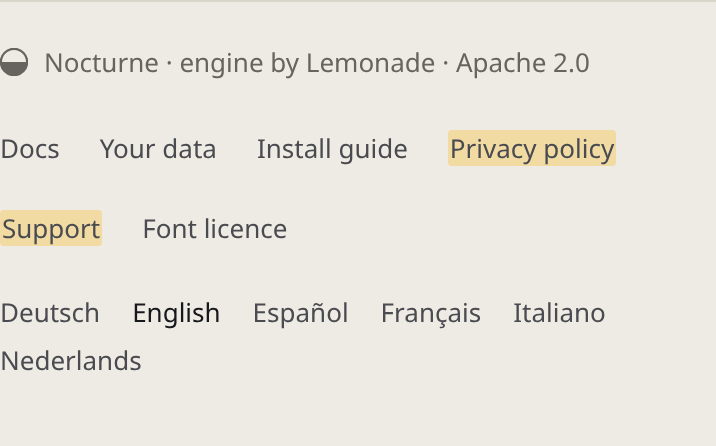 Nocturne · engine by Lemonade · Apache 2.0
Docs Your data Install guide Privacy policy
Support Font licence
Deutsch English Español Français Italiano
Nederlands